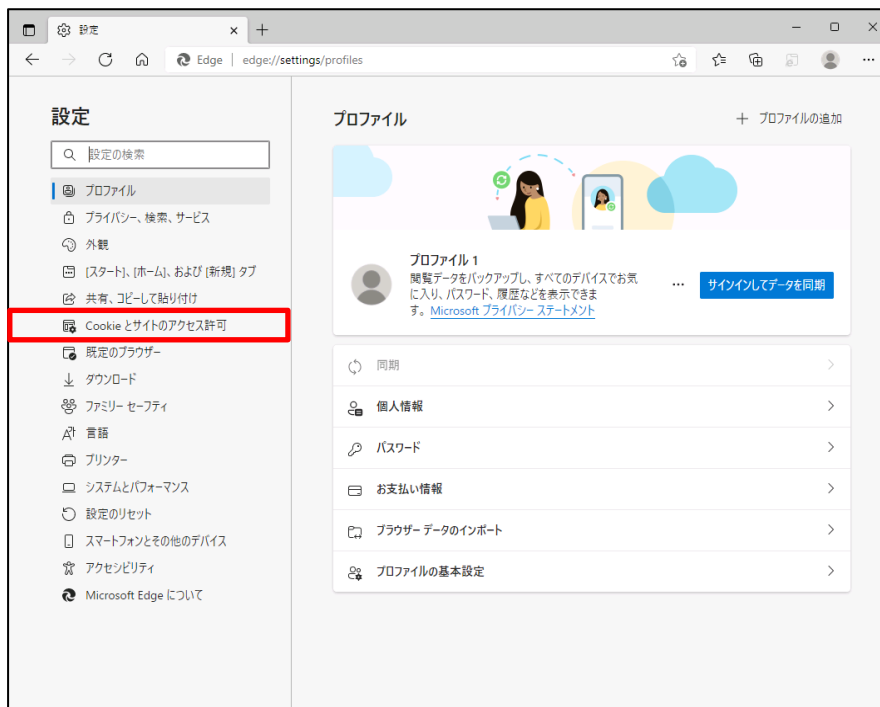 設定
Edge edge://settings/profiles
設定
設定の検索
プロファイル
プライバシー、検索、サービス
外観
[スタート]、[ホーム]、および [新規] タブ
共有、コピーして貼り付け
Cookie とサイトのアクセス許可
既定のブラウザー
ダウンロード
ファミリー セーフティ
言語
プリンター
システムとパフォーマンス
設定のリセット
スマートフォンとその他のデバイス
アクセシビリティ
Microsoft Edge について
プロファイル
プロファイルの追加
プロファイル 1
閲覧データをバックアップし、すべてのデバイスでお気
に入り、パスワード、履歴などを表示できま
す。Microsoft プライバシー ステートメント
サインインしてデータを同期
同期
個人情報
パスワード
お支払い情報
ブラウザー データのインポート
プロファイルの基本設定